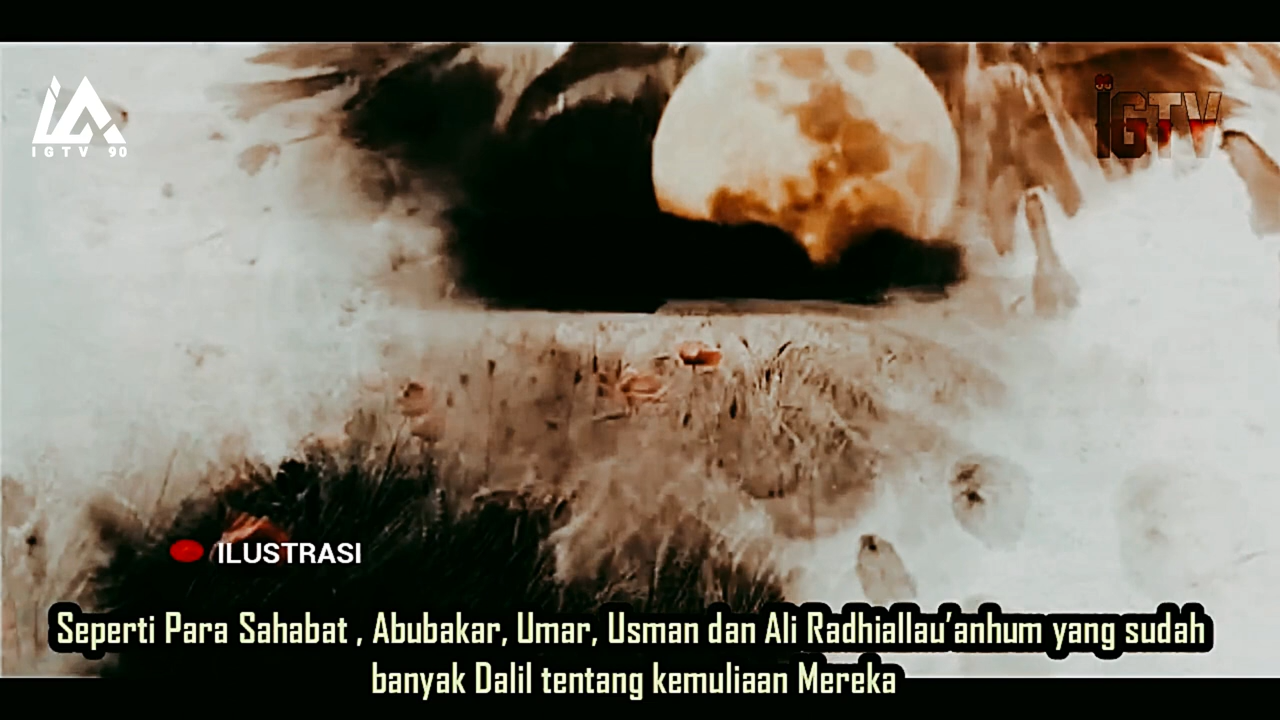 IA
IGTV 90
IGTV
ILUSTRASI
Seperti Para Sahabat , Abubakar, Umar, Usman dan Ali Radhiallau'anhum yang sudah
banyak Dalil tentang kemuliaan Mereka